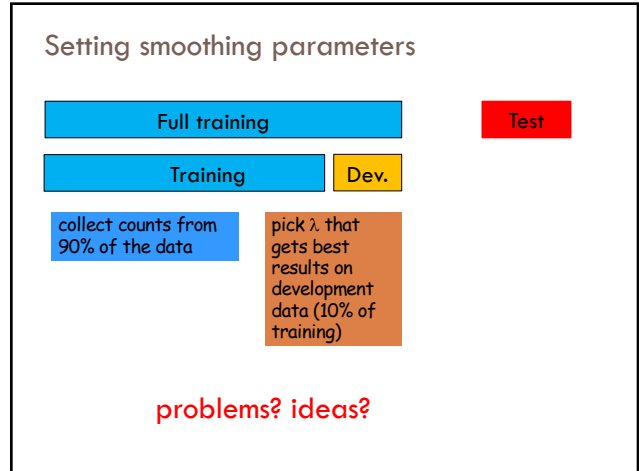 Setting smoothing parameters
Full training
Test
Training
Dev.
collect counts from
90% of the data
pick λ that
gets best
results on
development
data (10% of
training)
problems? ideas?